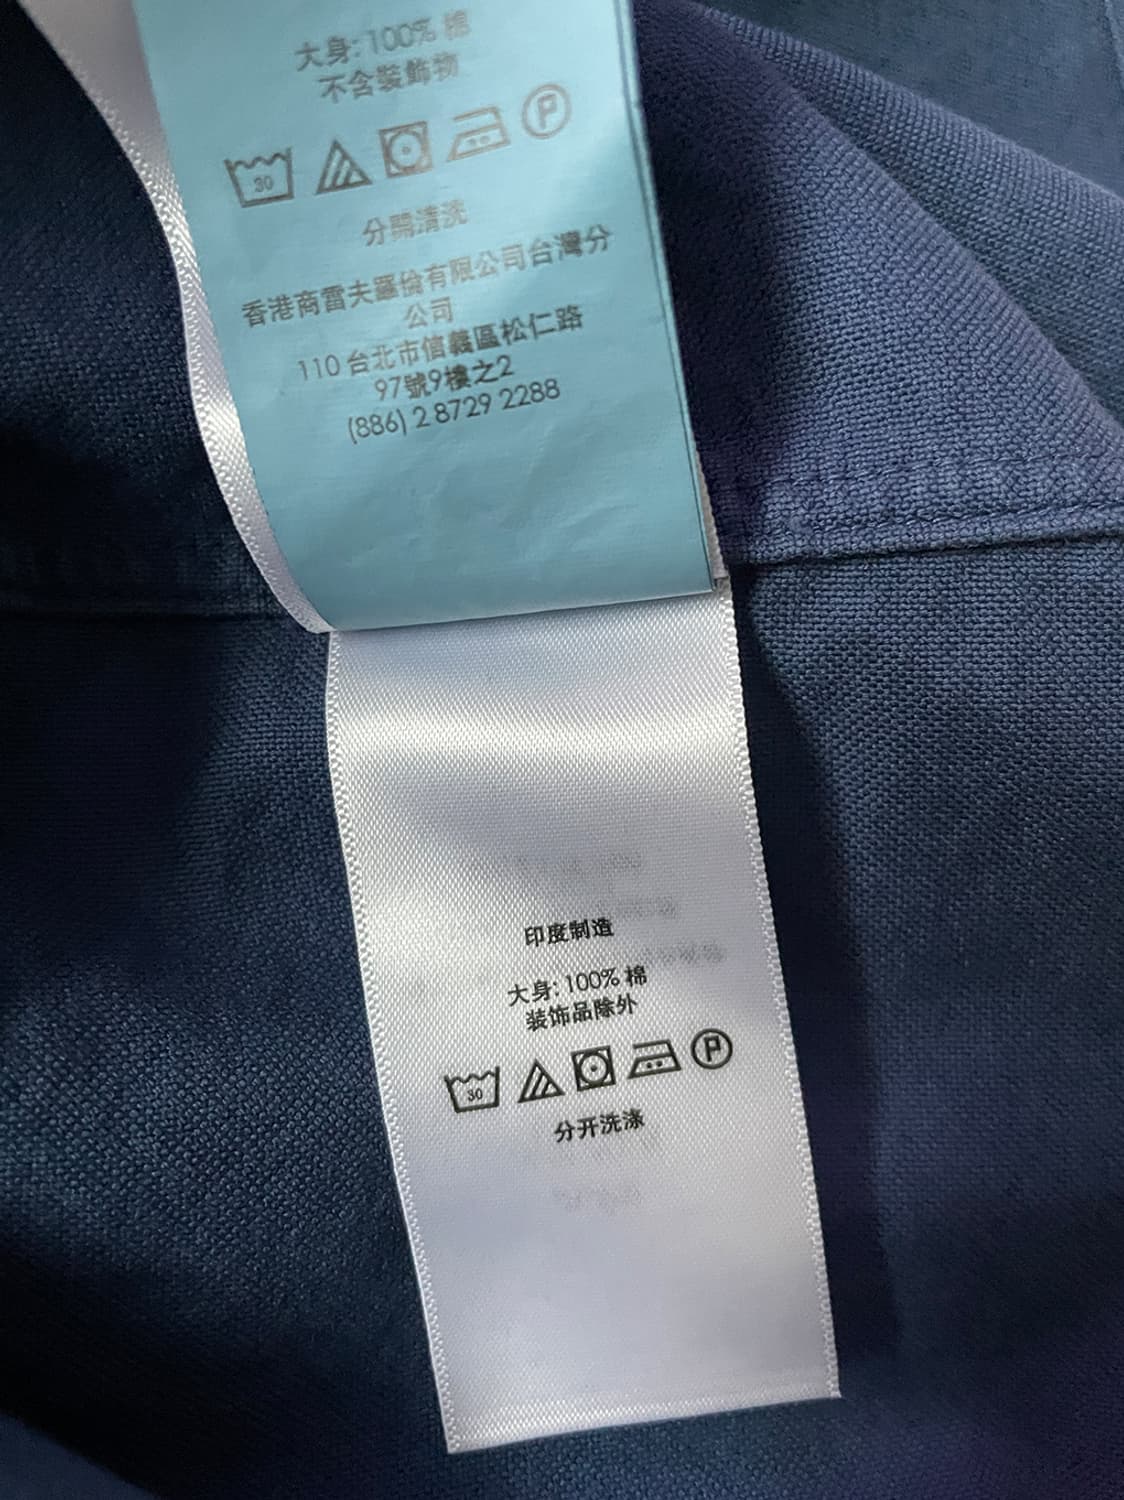 大身: 100% 棉
不含裝飾物
30 P
分開清洗
香港商雷夫羅倫有限公司台灣分
公司
110 台北市信義區松仁路
97號9樓之2
(886) 2 8729 2288
印度制造
大身: 100% 棉
装饰品除外
30 P
分开洗涤